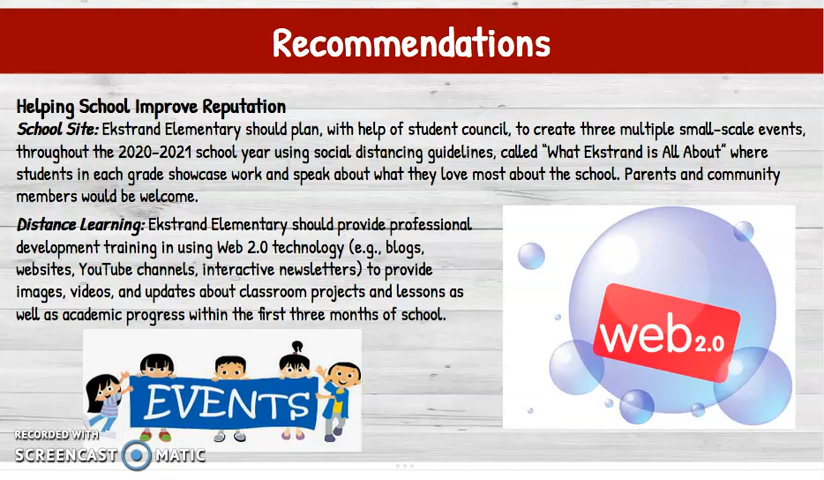 Recommendations
Helping School Improve Reputation
School Site: Ekstrand Elementary should plan, with help of student council, to create three multiple small-scale events,
throughout the 2020-2021 school year using social distancing guidelines, called "What Ekstrand is All About" where
students in each grade showcase work and speak about what they love most about the school. Parents and community
members would be welcome.
Distance Learning: Ekstrand Elementary should provide professional
development training in using Web 2.0 technology (e.g., blogs,
websites, YouTube channels, interactive newsletters) to provide
images, videos, and updates about classroom projects and lessons as
well as academic progress within the first three months of school.
web 2.0
EVENTS
RECORDED WITH
SCREENCAST MATIC